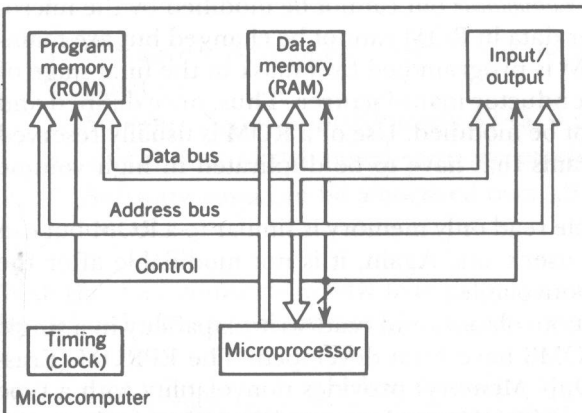 Program
memory
(ROM)
Data
memory
(RAM)
Input/
output
Data bus
Address bus
Control
Timing
(clock)
Microprocessor
Microcomputer